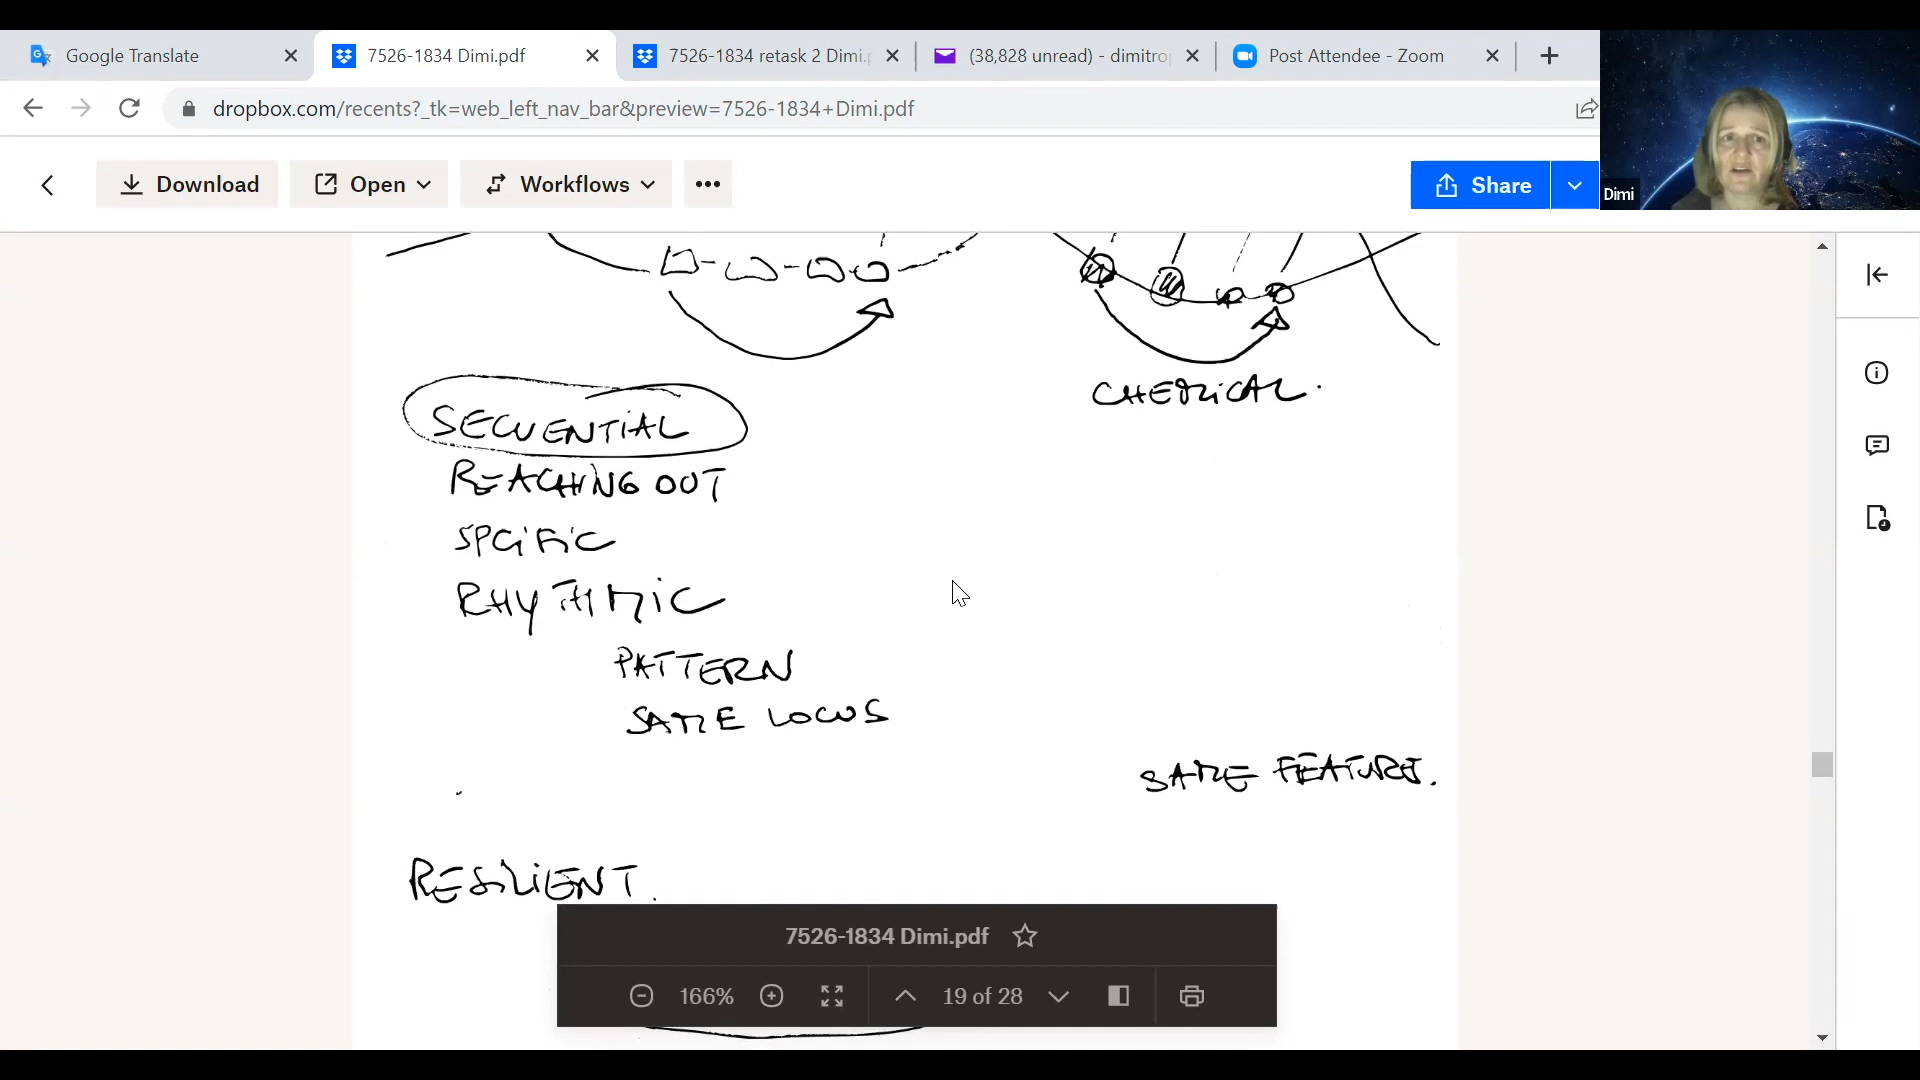 Google Translate
7526-1834 Dimi.pdf
7526-1834 retask 2 Dimi.p
(38,828 unread) - dimitro
Post Attendee - Zoom
dropbox.com/recents?_tk=web_left_nav_bar&preview=7526-1834+Dimi.pdf
Download
Open
Workflows
Share
Dimi
CHEMICAL.
SEQUENTIAL
REACHING OUT
SPCIFIC
RHYTHMIC
PATTERN
SAME LOCUS
SAME FEATURE.
RESILIENT.
7526-1834 Dimi.pdf
166%
19 of 28